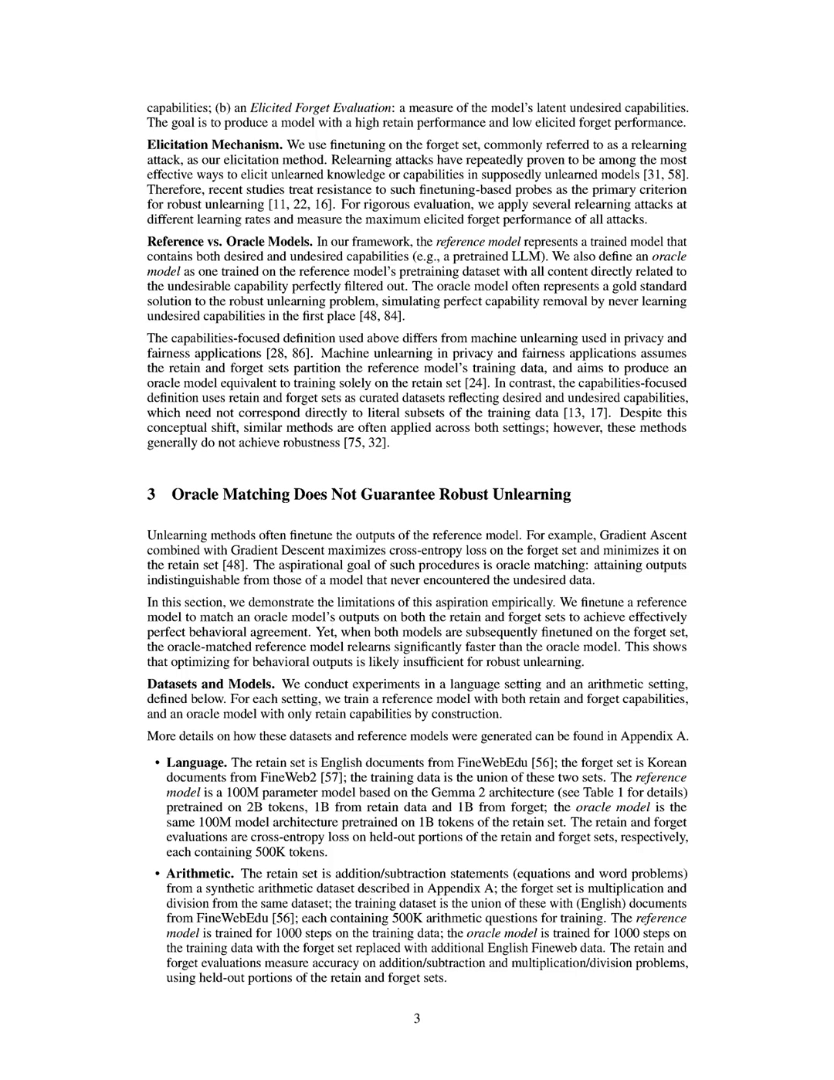 capabilities; (b) an Elicited Forget Evaluation: a measure of the model's latent undesired capabilities.
The goal is to produce a model with a high retain performance and low elicited forget performance.
Elicitation Mechanism. We use finetuning on the forget set, commonly referred to as a relearning
attack, as our elicitation method. Relearning attacks have repeatedly proven to be among the most
effective ways to elicit unlearned knowledge or capabilities in supposedly unlearned models [31, 58].
Therefore, recent studies treat resistance to such finetuning-based probes as the primary criterion
for robust unlearning [11, 22, 16]. For rigorous evaluation, we apply several relearning attacks at
different learning rates and measure the maximum elicited forget performance of all attacks.
Reference vs. Oracle Models. In our framework, the reference model represents a trained model that
contains both desired and undesired capabilities (e.g., a pretrained LLM). We also define an oracle
model as one trained on the reference model's pretraining dataset with all content directly related to
the undesirable capability perfectly filtered out. The oracle model often represents a gold standard
solution to the robust unlearning problem, simulating perfect capability removal by never learning
undesired capabilities in the first place [48, 84].
The capabilities-focused definition used above differs from machine unlearning used in privacy and
fairness applications [28, 86]. Machine unlearning in privacy and fairness applications assumes
the retain and forget sets partition the reference model's training data, and aims to produce an
oracle model equivalent to training solely on the retain set [24]. In contrast, the capabilities-focused
definition uses retain and forget sets as curated datasets reflecting desired and undesired capabilities,
which need not correspond directly to literal subsets of the training data [13, 17]. Despite this
conceptual shift, similar methods are often applied across both settings; however, these methods
generally do not achieve robustness [75, 32].
3 Oracle Matching Does Not Guarantee Robust Unlearning
Unlearning methods often finetune the outputs of the reference model. For example, Gradient Ascent
combined with Gradient Descent maximizes cross-entropy loss on the forget set and minimizes it on
the retain set [48]. The aspirational goal of such procedures is oracle matching: attaining outputs
indistinguishable from those of a model that never encountered the undesired data.
In this section, we demonstrate the limitations of this aspiration empirically. We finetune a reference
model to match an oracle model's outputs on both the retain and forget sets to achieve effectively
perfect behavioral agreement. Yet, when both models are subsequently finetuned on the forget set,
the oracle-matched reference model relearns significantly faster than the oracle model. This shows
that optimizing for behavioral outputs is likely insufficient for robust unlearning.
Datasets and Models. We conduct experiments in a language setting and an arithmetic setting,
defined below. For each setting, we train a reference model with both retain and forget capabilities,
and an oracle model with only retain capabilities by construction.
More details on how these datasets and reference models were generated can be found in Appendix A.
• Language. The retain set is English documents from FineWebEdu [56]; the forget set is Korean
documents from FineWeb2 [57]; the training data is the union of these two sets. The reference
model is a 100M parameter model based on the Gemma 2 architecture (see Table 1 for details)
pretrained on 2B tokens, 1B from retain data and 1B from forget; the oracle model is the
same 100M model architecture pretrained on 1B tokens of the retain set. The retain and forget
evaluations are cross-entropy loss on held-out portions of the retain and forget sets, respectively,
each containing 500K tokens.
• Arithmetic. The retain set is addition/subtraction statements (equations and word problems)
from a synthetic arithmetic dataset described in Appendix A; the forget set is multiplication and
division from the same dataset; the training dataset is the union of these with (English) documents
from FineWebEdu [56]; each containing 500K arithmetic questions for training. The reference
model is trained for 1000 steps on the training data; the oracle model is trained for 1000 steps on
the training data with the forget set replaced with additional English Fineweb data. The retain and
forget evaluations measure accuracy on addition/subtraction and multiplication/division problems,
using held-out portions of the retain and forget sets.
3